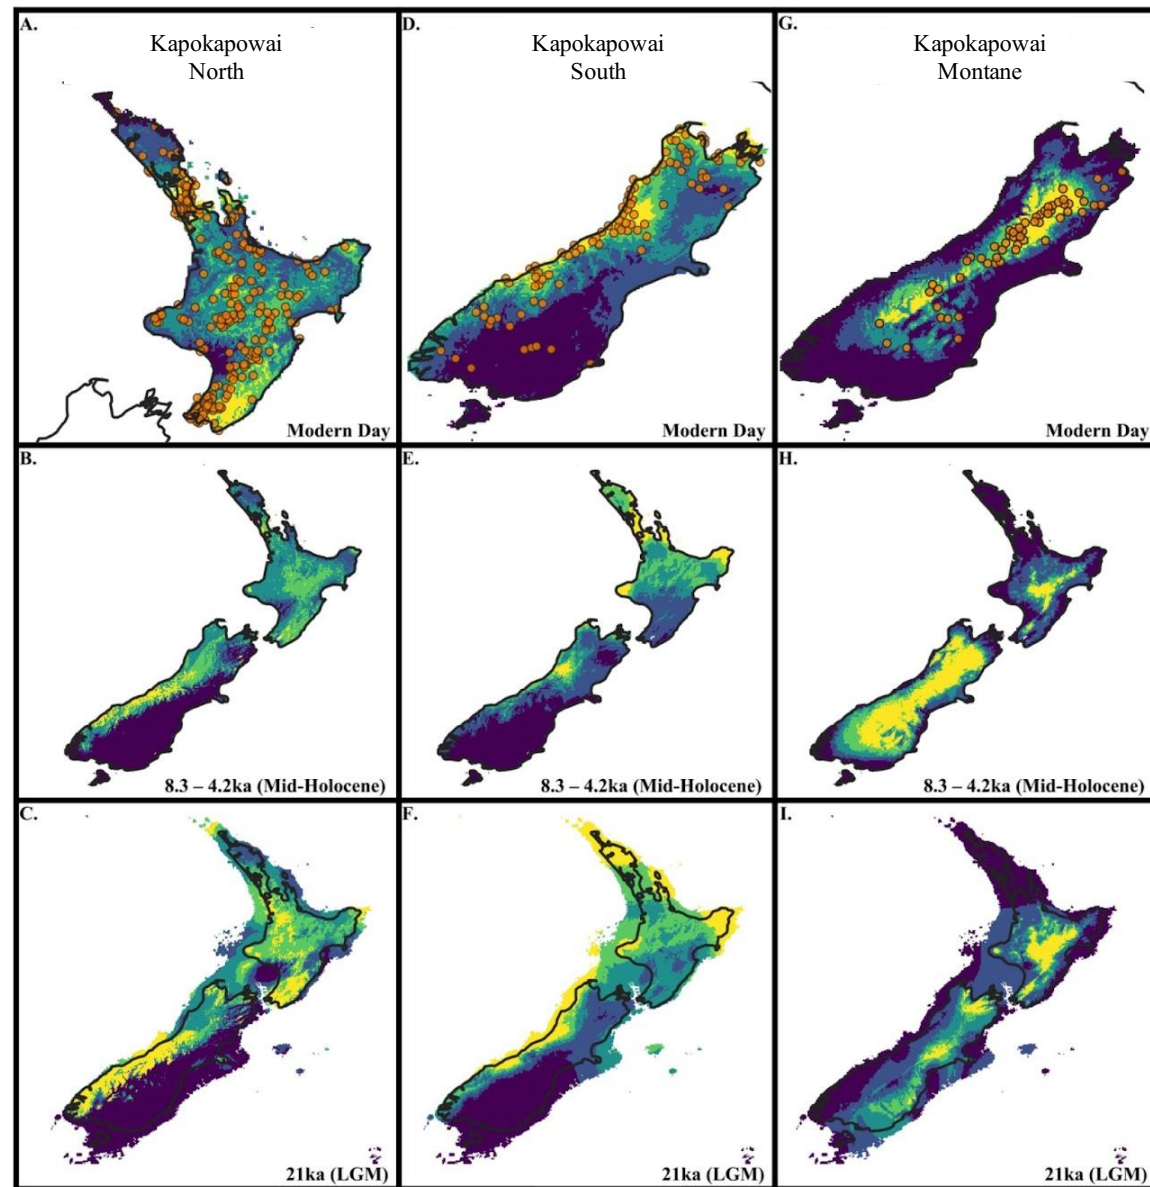 A.
Kapokapowai
North
Modern Day
D.
Kapokapowai
South
Modern Day
G.
Kapokapowai
Montane
Modern Day
B.
8.3 – 4.2ka (Mid-Holocene)
E.
8.3 – 4.2ka (Mid-Holocene)
H.
8.3 – 4.2ka (Mid-Holocene)
C.
21ka (LGM)
F.
21ka (LGM)
I.
21ka (LGM)